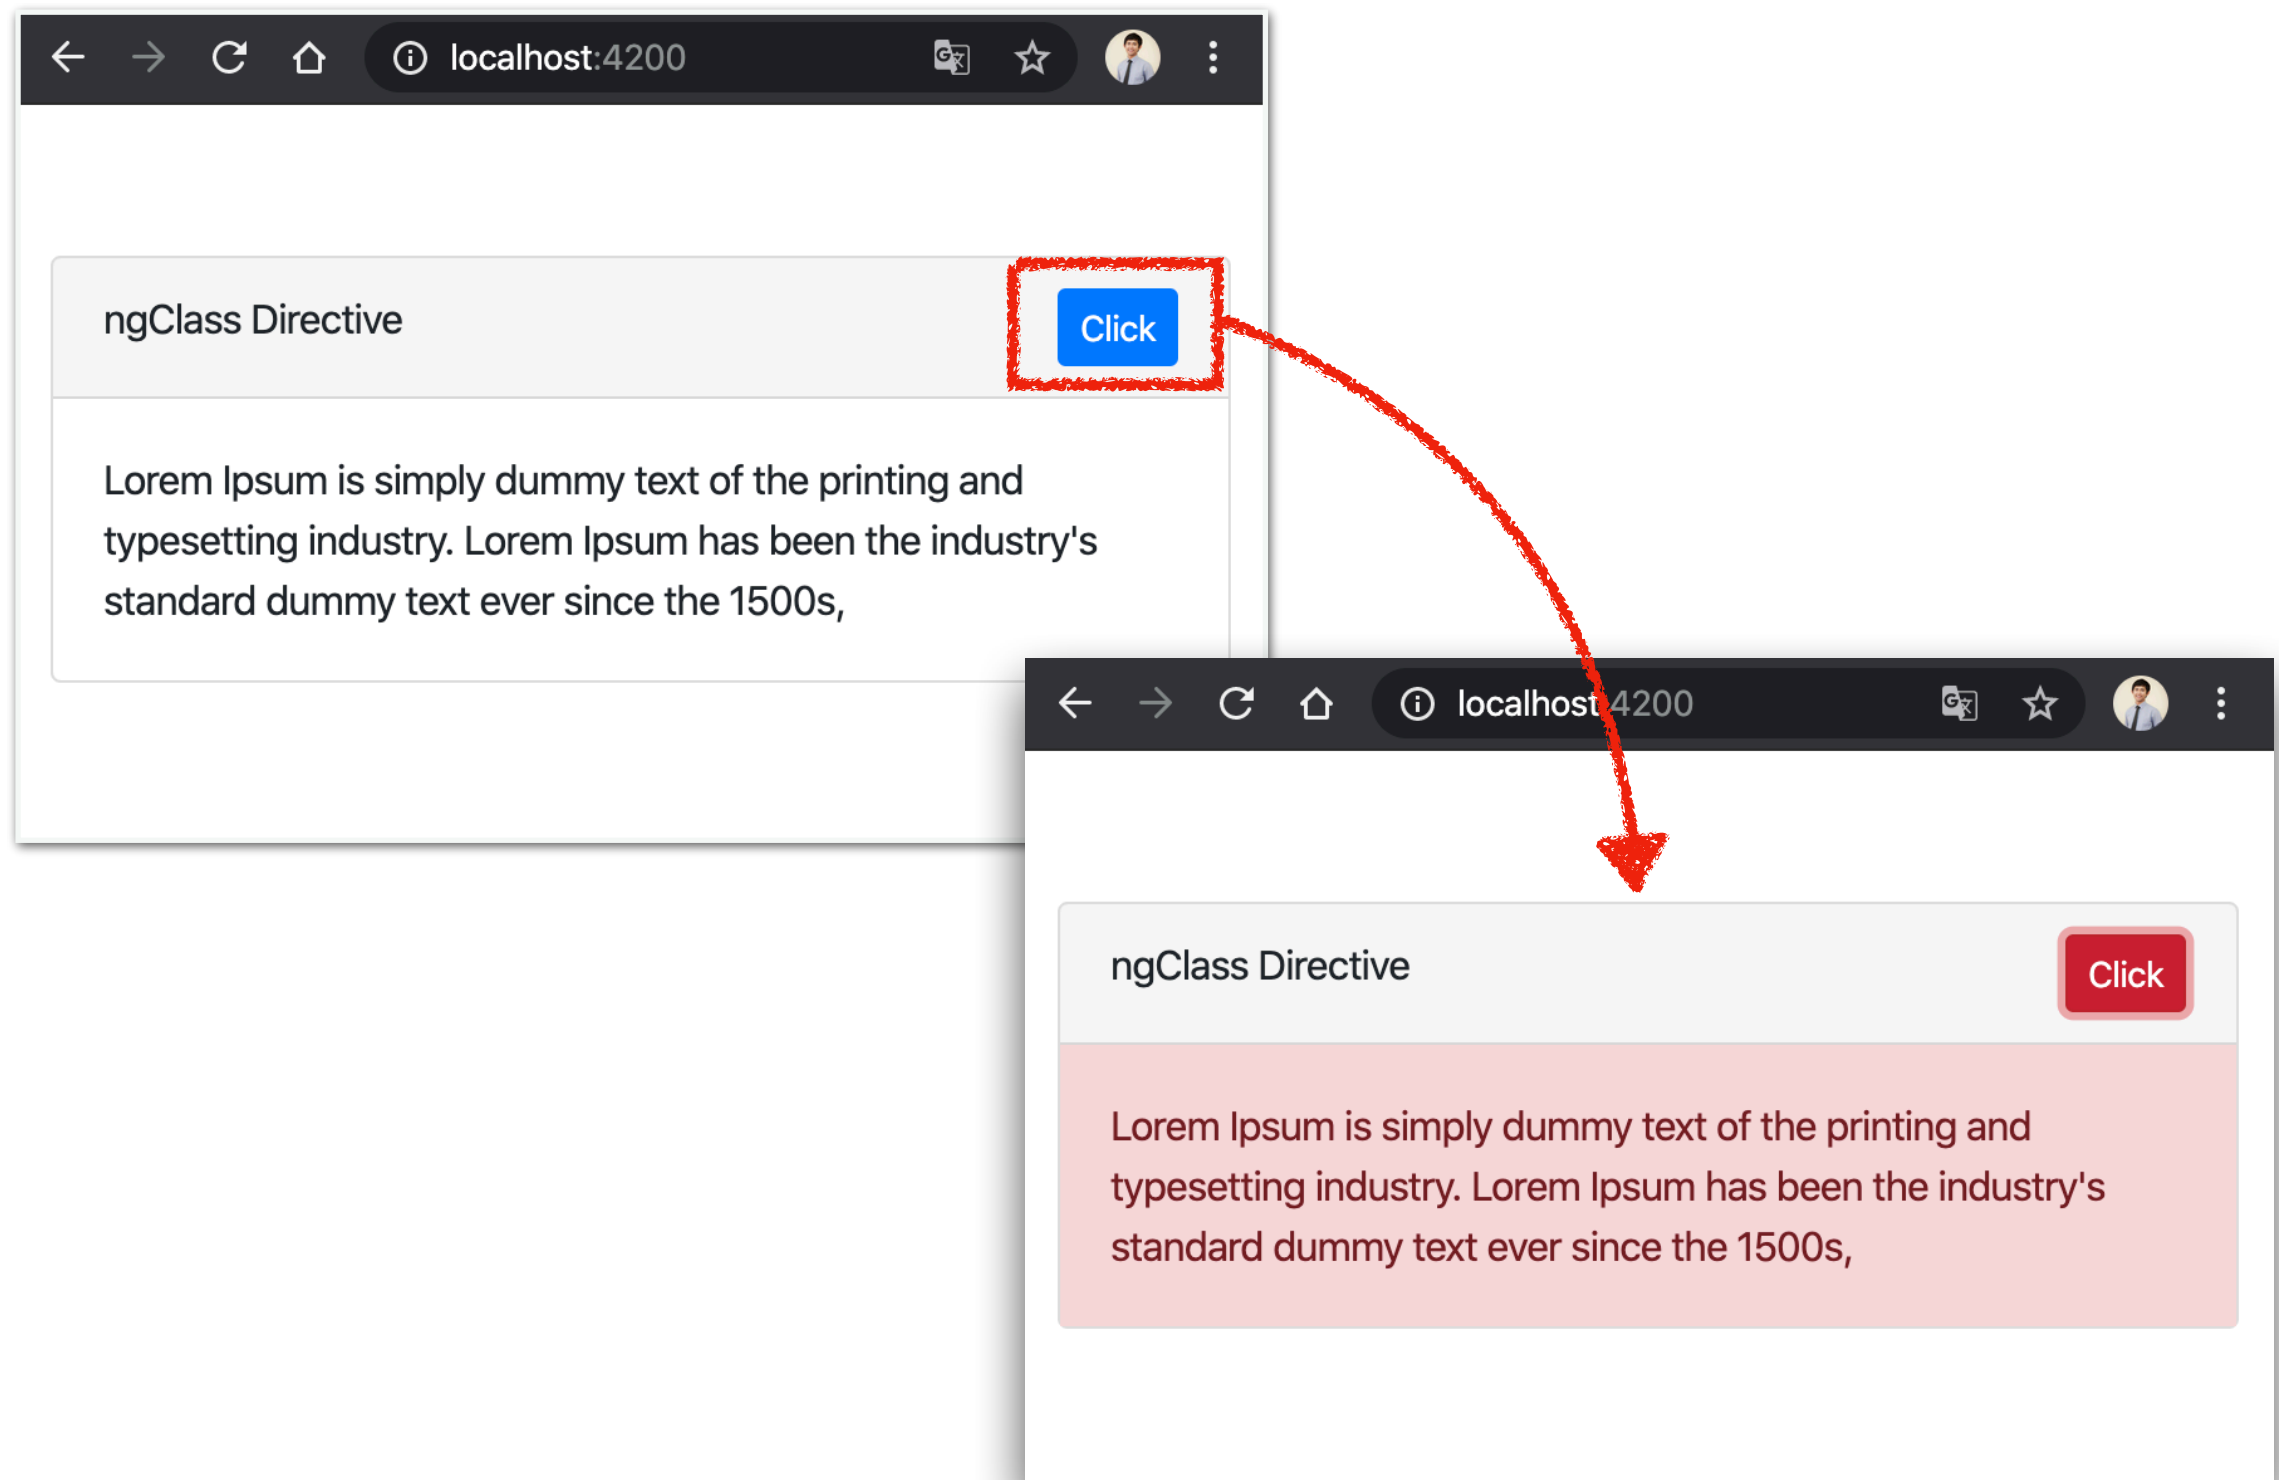 localhost:4200
ngClass Directive
Click
Lorem Ipsum is simply dummy text of the printing and
typesetting industry. Lorem Ipsum has been the industry's
standard dummy text ever since the 1500s,
localhost:4200
ngClass Directive
Click
Lorem Ipsum is simply dummy text of the printing and
typesetting industry. Lorem Ipsum has been the industry's
standard dummy text ever since the 1500s,